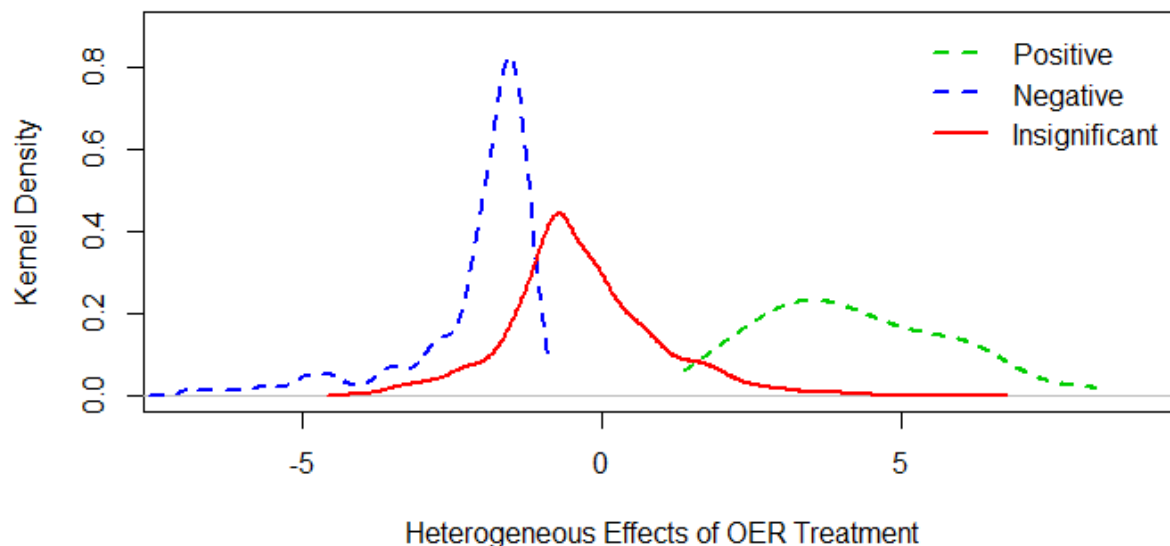 Kernel Density
0.8
0.6
0.4
0.2
0.0
Positive
Negative
Insignificant
-5
0
5
Heterogeneous Effects of OER Treatment